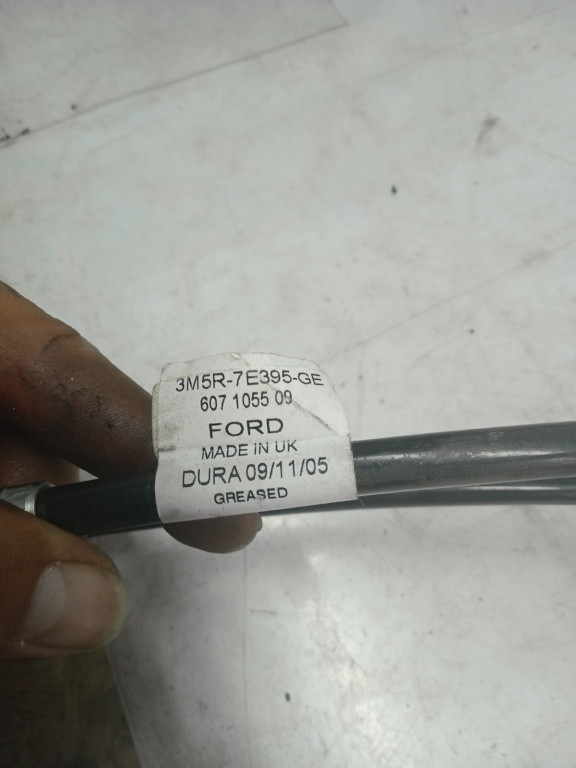 3M5R-7E395-GE
607 1055 09
FORD
MADE IN UK
DURA 09/11/05
GREASED